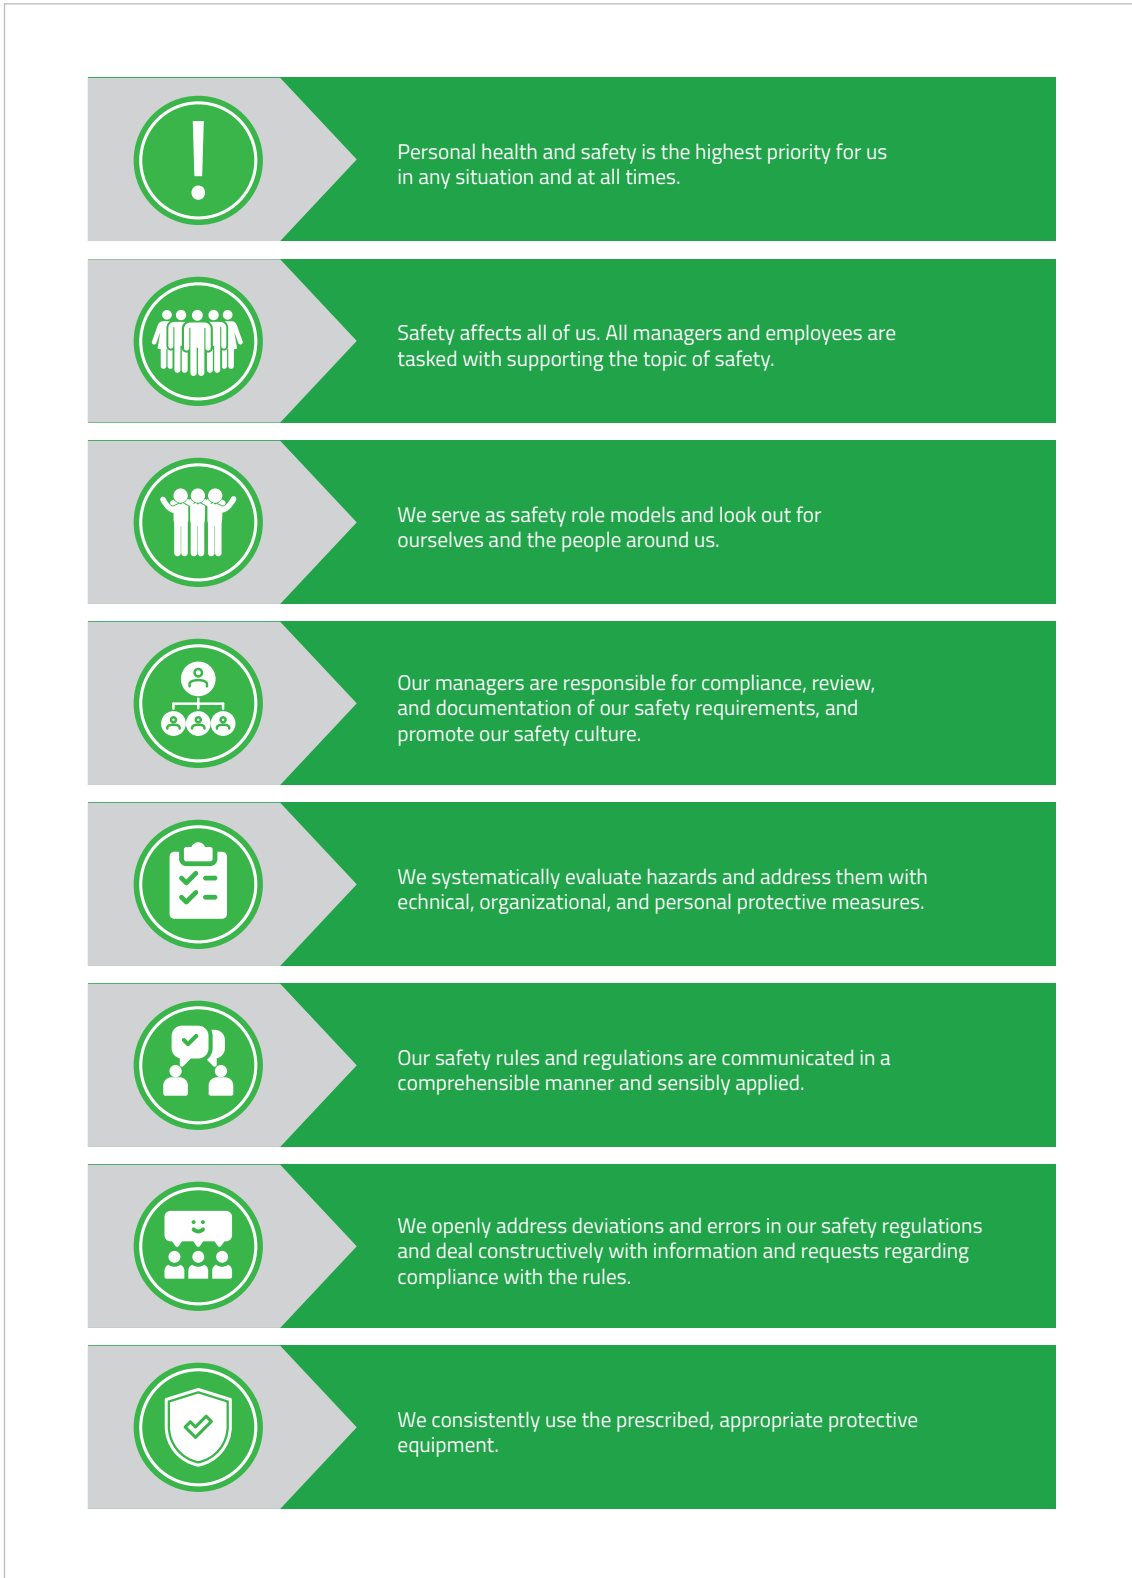 Personal health and safety is the highest priority for us
in any situation and at all times.
Safety affects all of us. All managers and employees are
tasked with supporting the topic of safety.
We serve as safety role models and look out for
ourselves and the people around us.
Our managers are responsible for compliance, review,
and documentation of our safety requirements, and
promote our safety culture.
We systematically evaluate hazards and address them with
echnical, organizational, and personal protective measures.
Our safety rules and regulations are communicated in a
comprehensible manner and sensibly applied.
We openly address deviations and errors in our safety regulations
and deal constructively with information and requests regarding
compliance with the rules.
We consistently use the prescribed, appropriate protective
equipment.